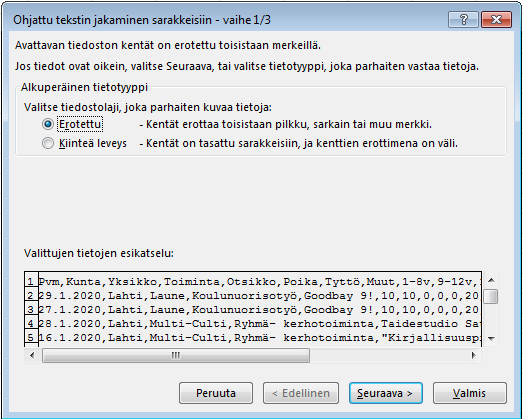 Ohjattu tekstin jakaminen sarakkeisiin - vaihe 1/3
Avattavan tiedoston kentät on erotettu toisistaan merkeillä.
Jos tiedot ovat oikein, valitse Seuraava, tai valitse tietotyyppi, joka parhaiten vastaa tietoja.
Alkuperäinen tietotyyppi
Valitse tiedostolaji, joka parhaiten kuvaa tietoja:
Erotettu - Kentät erottaa toisistaan pilkku, sarkain tai muu merkki.
Kiinteä leveys - Kentät on tasattu sarakkeisiin, ja kenttien erottimena on väli.
Valittujen tietojen esikatselu:
1 Pvm,Kunta,Yksikko,Toiminta,Otsikko,Poika,Tyttö,Muut,1-8v,9-12v,
2 29.1.2020,Lahti,Laune,Koulunuorisotyö,Goodbay 9!,10,10,0,0,0,20
3 27.1.2020,Lahti,Laune,Koulunuorisotyö,Goodbay 9!,10,10,0,0,0,20
4 28.1.2020,Lahti,Multi-Culti,Ryhmä- kerhotoiminta,Taidestudio Sa
5 16.1.2020,Lahti,Multi-Culti,Ryhmä- kerhotoiminta,"Kirjallisuusp
Peruuta < Edellinen Seuraava > Valmis